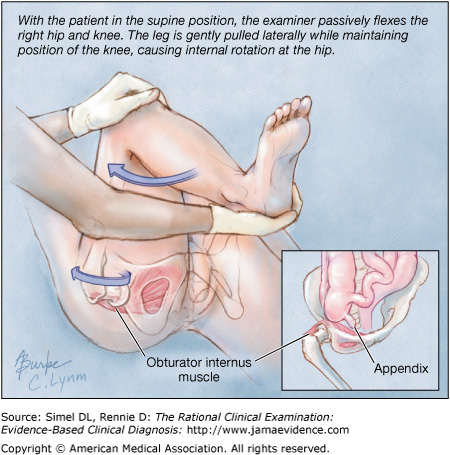 With the patient in the supine position, the examiner passively flexes the
right hip and knee. The leg is gently pulled laterally while maintaining
position of the knee, causing internal rotation at the hip.
Obturator internus
muscle
Appendix
ABurpe
C. Lynm
Source: Simel DL, Rennie D: The Rational Clinical Examination:
Evidence-Based Clinical Diagnosis: http://www.jamaevidence.com
Copyright © American Medical Association. All rights reserved.